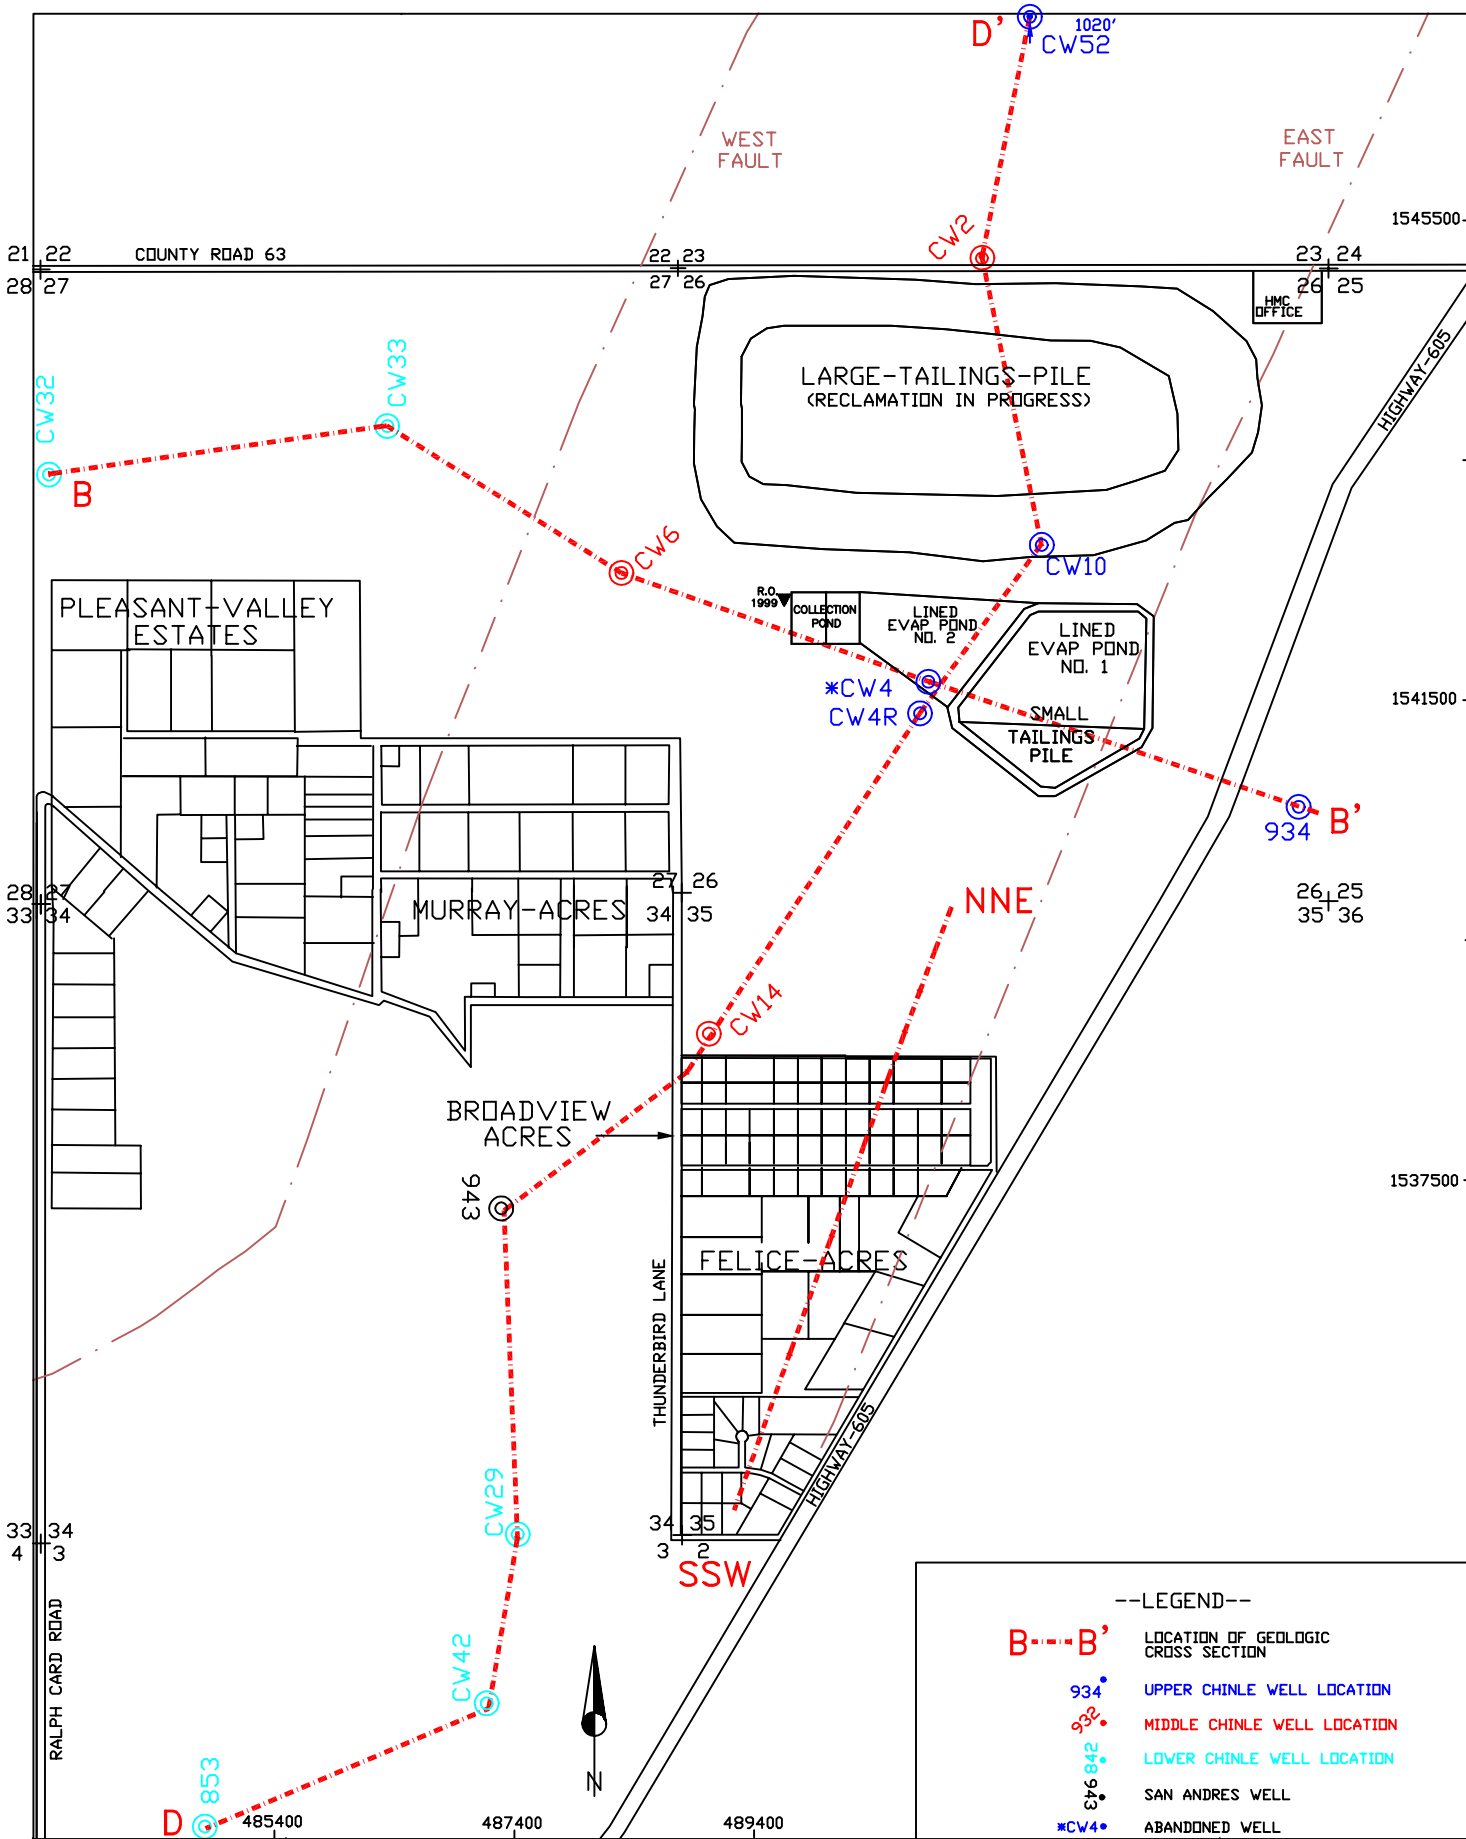 D'
1020'
CW52
WEST
FAULT
EAST
FAULT
CW2
1545500
21 22
COUNTY ROAD 63
22 23
23 24
28 27
27 26
26 25
HMC
OFFICE
HIGHWAY-605
CW33
CW32
LARGE-TAILINGS-PILE
(RECLAMATION IN PROGRESS)
B
CW6
CW10
R.O.
1999
COLLECTION
POND
LINED
EVAP POND
NO. 2
LINED
EVAP POND
NO. 1
PLEASANT-VALLEY
ESTATES
*CW4
CW4R
1541500
SMALL
TAILINGS
PILE
934
B'
28 27
33 34
27 26
34 35
26 25
35 36
MURRAY-ACRES
NNE
CW14
BROADVIEW
ACRES
943
1537500
FELICE-ACRES
THUNDERBIRD LANE
HIGHWAY-605
CW29
33 34
4 3
34 35
3 2
SSW
RALPH CARD ROAD
CW42
N
853
D
485400
487400
489400
--LEGEND--
B B'
LOCATION OF GEOLOGIC
CROSS SECTION
934
UPPER CHINLE WELL LOCATION
932
MIDDLE CHINLE WELL LOCATION
842
LOWER CHINLE WELL LOCATION
943
SAN ANDRES WELL
*CW4
ABANDONED WELL